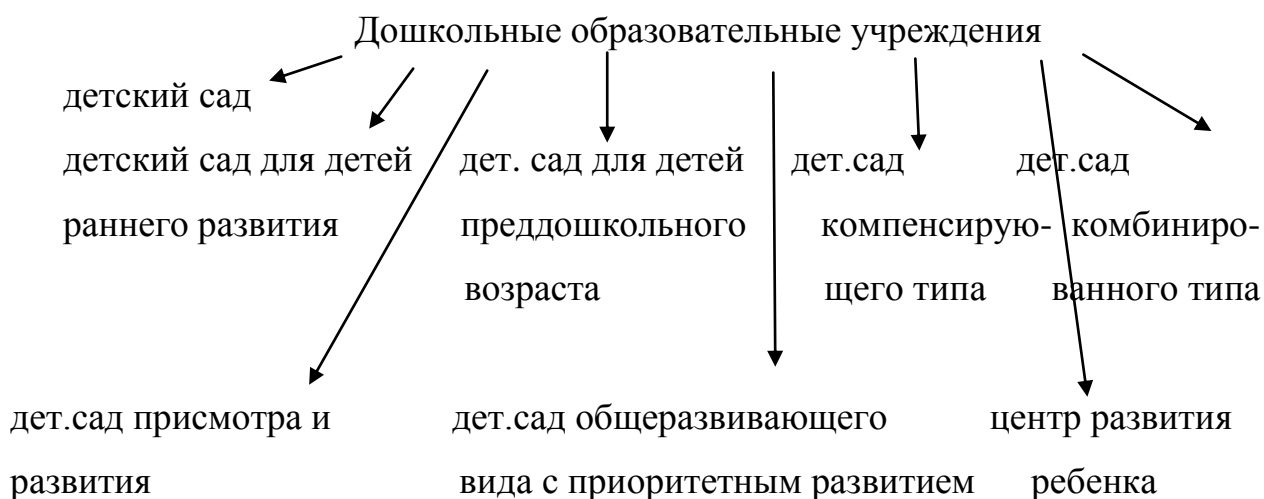 Дошкольные образовательные учреждения
детский сад
детский сад для детей дет. сад для детей дет.сад дет.сад
раннего развития преддошкольного компенсирую- комбиниро-
возраста щего типа ванного типа
дет.сад присмотра и дет.сад общеразвивающего центр развития
развития вида с приоритетным развитием ребенка